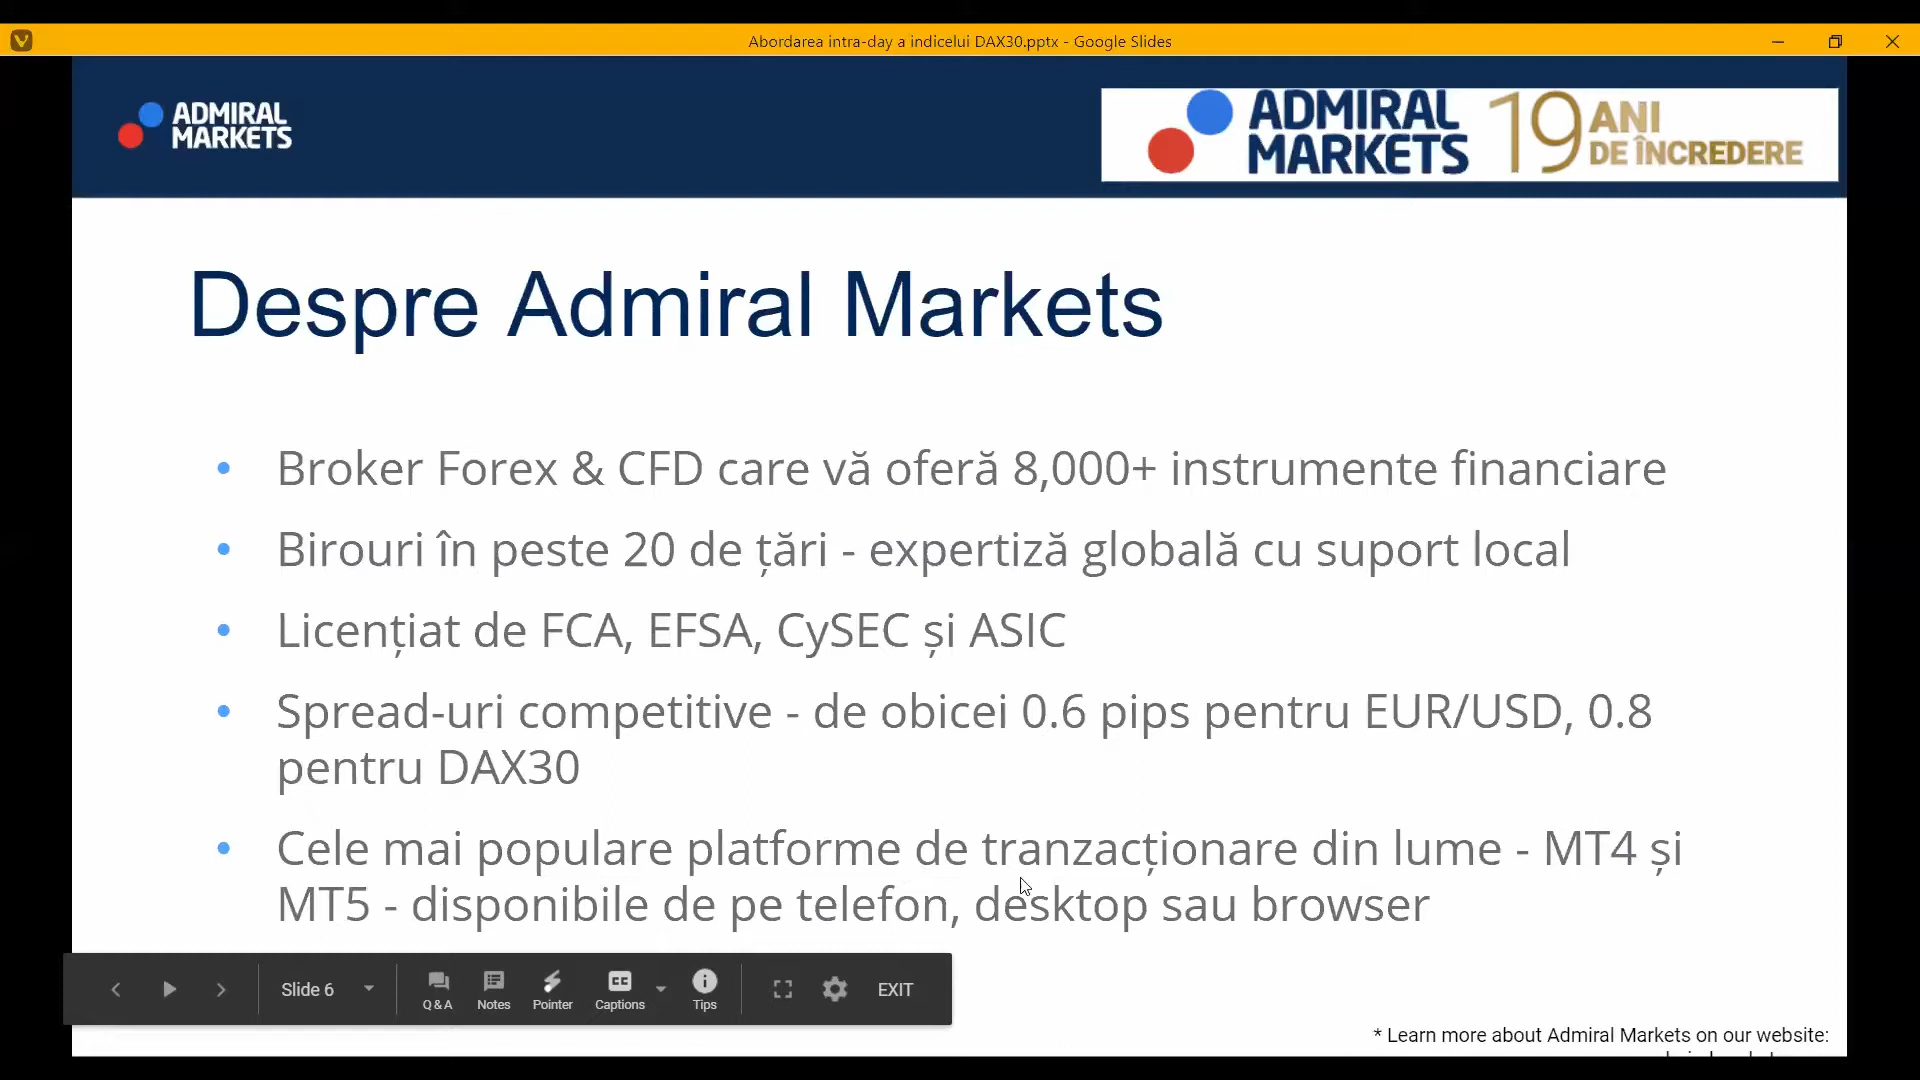 Abordarea intra-day a indicelui DAX30.pptx - Google Slides
ADMIRAL
MARKETS
ADMIRAL
MARKETS
19 ANI
DE ÎNCREDERE
Despre Admiral Markets
• Broker Forex & CFD care vă oferă 8,000+ instrumente financiare
• Birouri în peste 20 de țări - expertiză globală cu suport local
• Licențiat de FCA, EFSA, CySEC și ASIC
• Spread-uri competitive - de obicei 0.6 pips pentru EUR/USD, 0.8
pentru DAX30
• Cele mai populare platforme de tranzacționare din lume - MT4 și
MT5 - disponibile de pe telefon, desktop sau browser
Slide 6
Q & A
Notes
Pointer
CC
Captions
Tips
EXIT
* Learn more about Admiral Markets on our website: